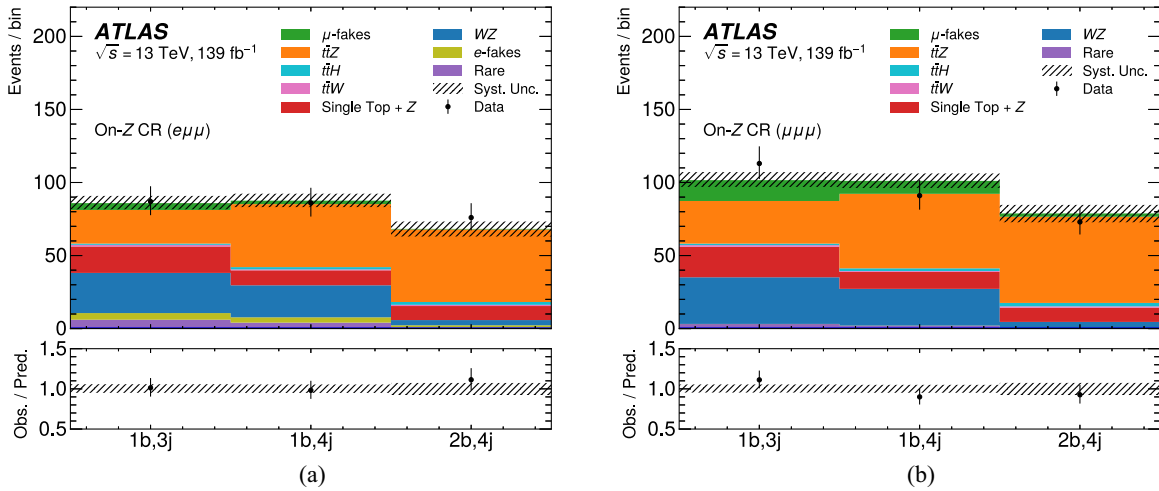 ATLAS
√s = 13 TeV, 139 fb⁻¹
μ-fakes
tt̄Z
tt̄H
tt̄W
Single Top + Z
WZ
e-fakes
Rare
Syst. Unc.
Data
On-Z CR (eμμ)
Events / bin
200
150
100
50
0
Obs. / Pred.
1.5
1.0
0.5
1b,3j
1b,4j
2b,4j
(a)
ATLAS
√s = 13 TeV, 139 fb⁻¹
μ-fakes
tt̄Z
tt̄H
tt̄W
Single Top + Z
WZ
Rare
Syst. Unc.
Data
On-Z CR (μμμ)
Events / bin
200
150
100
50
0
Obs. / Pred.
1.5
1.0
0.5
1b,3j
1b,4j
2b,4j
(b)